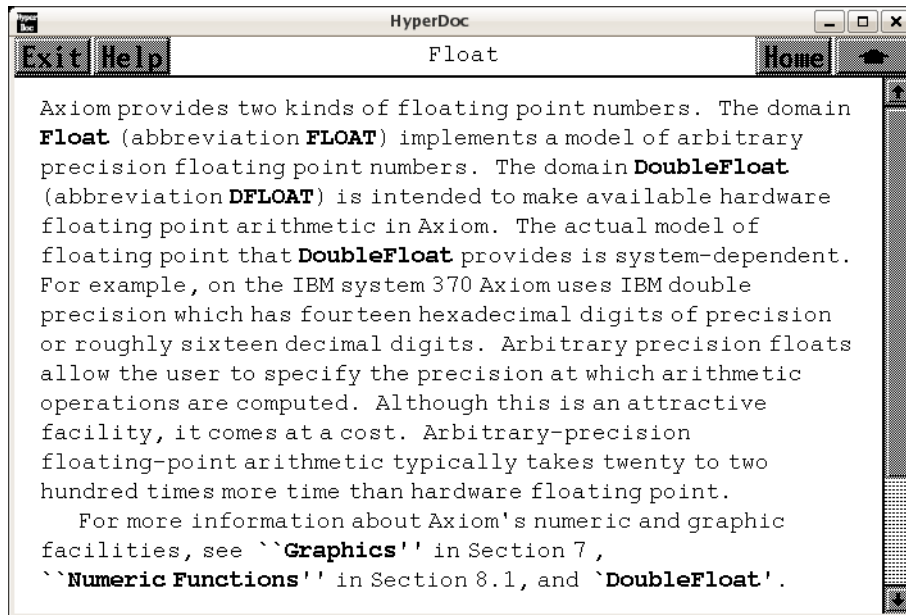 Hyper Doc
HyperDoc
Exit Help Float Home
Axiom provides two kinds of floating point numbers. The domain
Float (abbreviation FLOAT) implements a model of arbitrary
precision floating point numbers. The domain DoubleFloat
(abbreviation DFLOAT) is intended to make available hardware
floating point arithmetic in Axiom. The actual model of
floating point that DoubleFloat provides is system-dependent.
For example, on the IBM system 370 Axiom uses IBM double
precision which has fourteen hexadecimal digits of precision
or roughly sixteen decimal digits. Arbitrary precision floats
allow the user to specify the precision at which arithmetic
operations are computed. Although this is an attractive
facility, it comes at a cost. Arbitrary-precision
floating-point arithmetic typically takes twenty to two
hundred times more time than hardware floating point.
For more information about Axiom's numeric and graphic
facilities, see ``Graphics'' in Section 7 ,
``Numeric Functions'' in Section 8.1, and `DoubleFloat'.